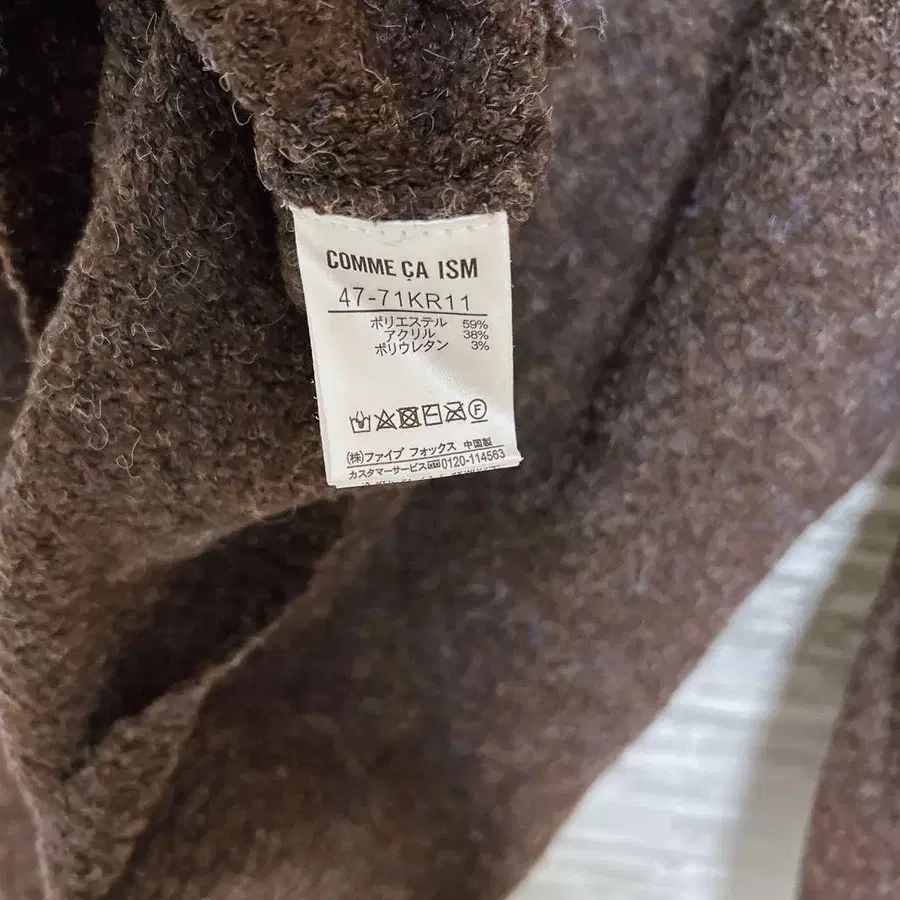 COMME ÇA ISM
47-71KR11
ポリエステル 59%
アクリル 38%
ポリウレタン 3%
F
(株)ファイブ フォックス 中国製
カスタマーサービス 0120-114563